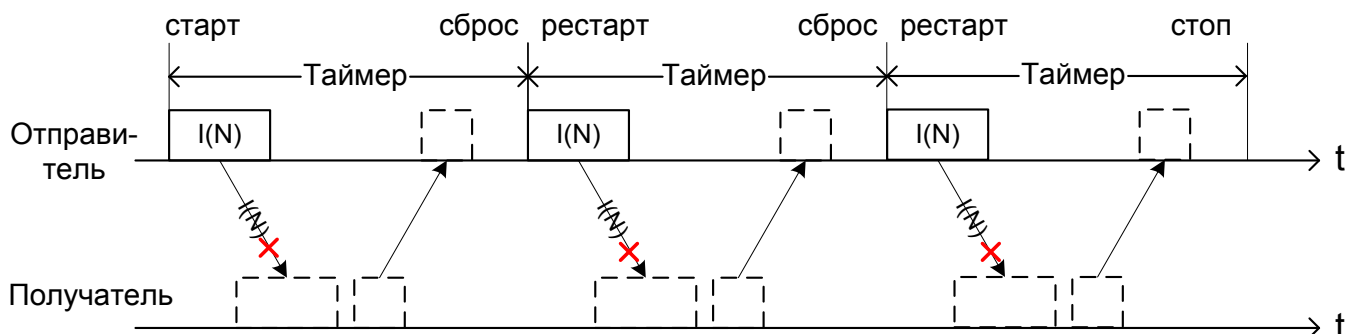 старт сброс рестарт сброс рестарт стоп
Таймер Таймер Таймер
Отправи-
тель
I(N) I(N) I(N)
t
I(N) I(N) I(N)
Получатель
t